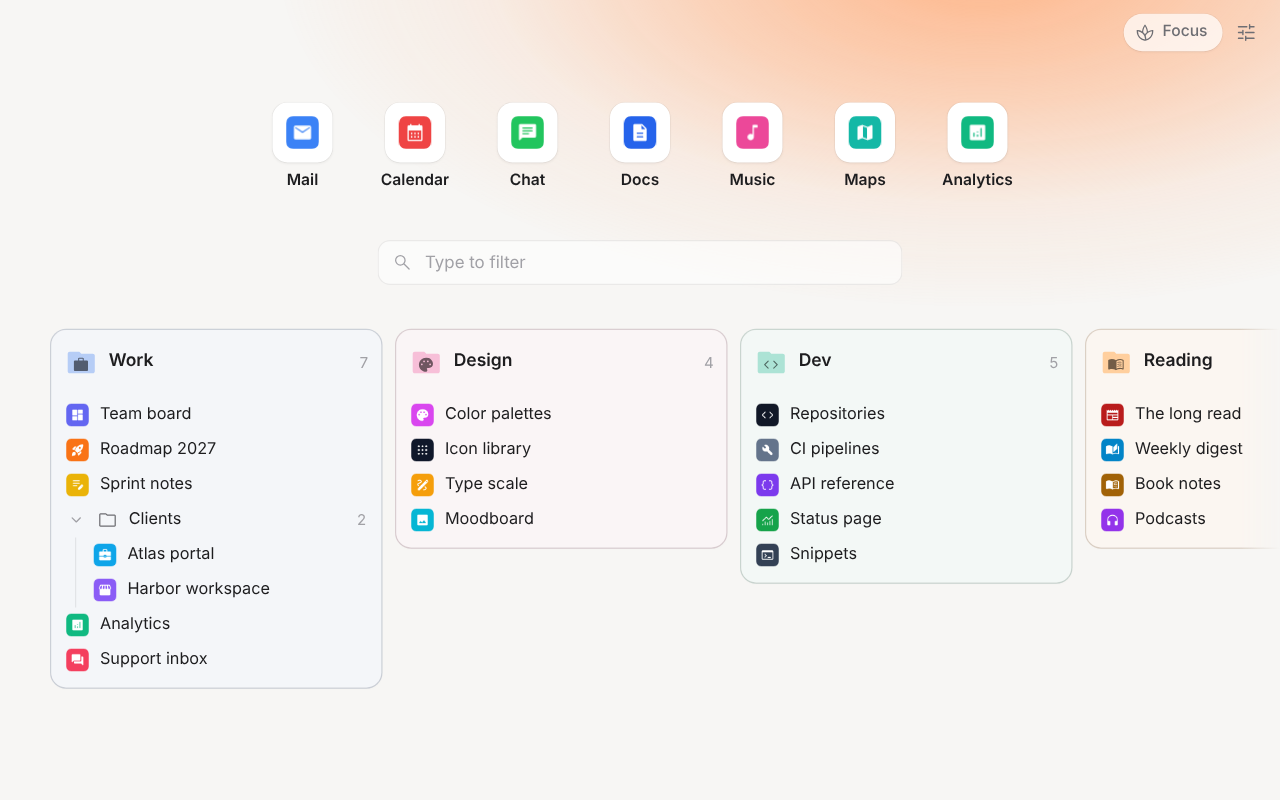 Focus
Mail
Calendar
Chat
Docs
Music
Maps
Analytics
Type to filter
Work 7
Team board
Roadmap 2027
Sprint notes
Clients 2
Atlas portal
Harbor workspace
Analytics
Support inbox
Design 4
Color palettes
Icon library
Type scale
Moodboard
Dev 5
Repositories
CI pipelines
API reference
Status page
Snippets
Reading
The long read
Weekly digest
Book notes
Podcasts